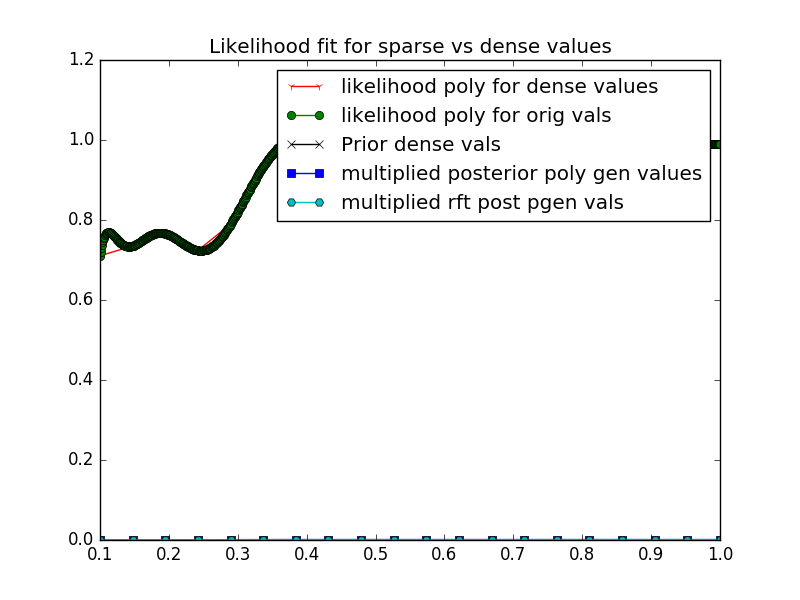 Likelihood fit for sparse vs dense values
1.2
1.0
0.8
0.6
0.4
0.2
0.0
likelihood poly for dense values
likelihood poly for orig vals
Prior dense vals
multiplied posterior poly gen values
multiplied rft post pgen vals
0.1 0.2 0.3 0.4 0.5 0.6 0.7 0.8 0.9 1.0